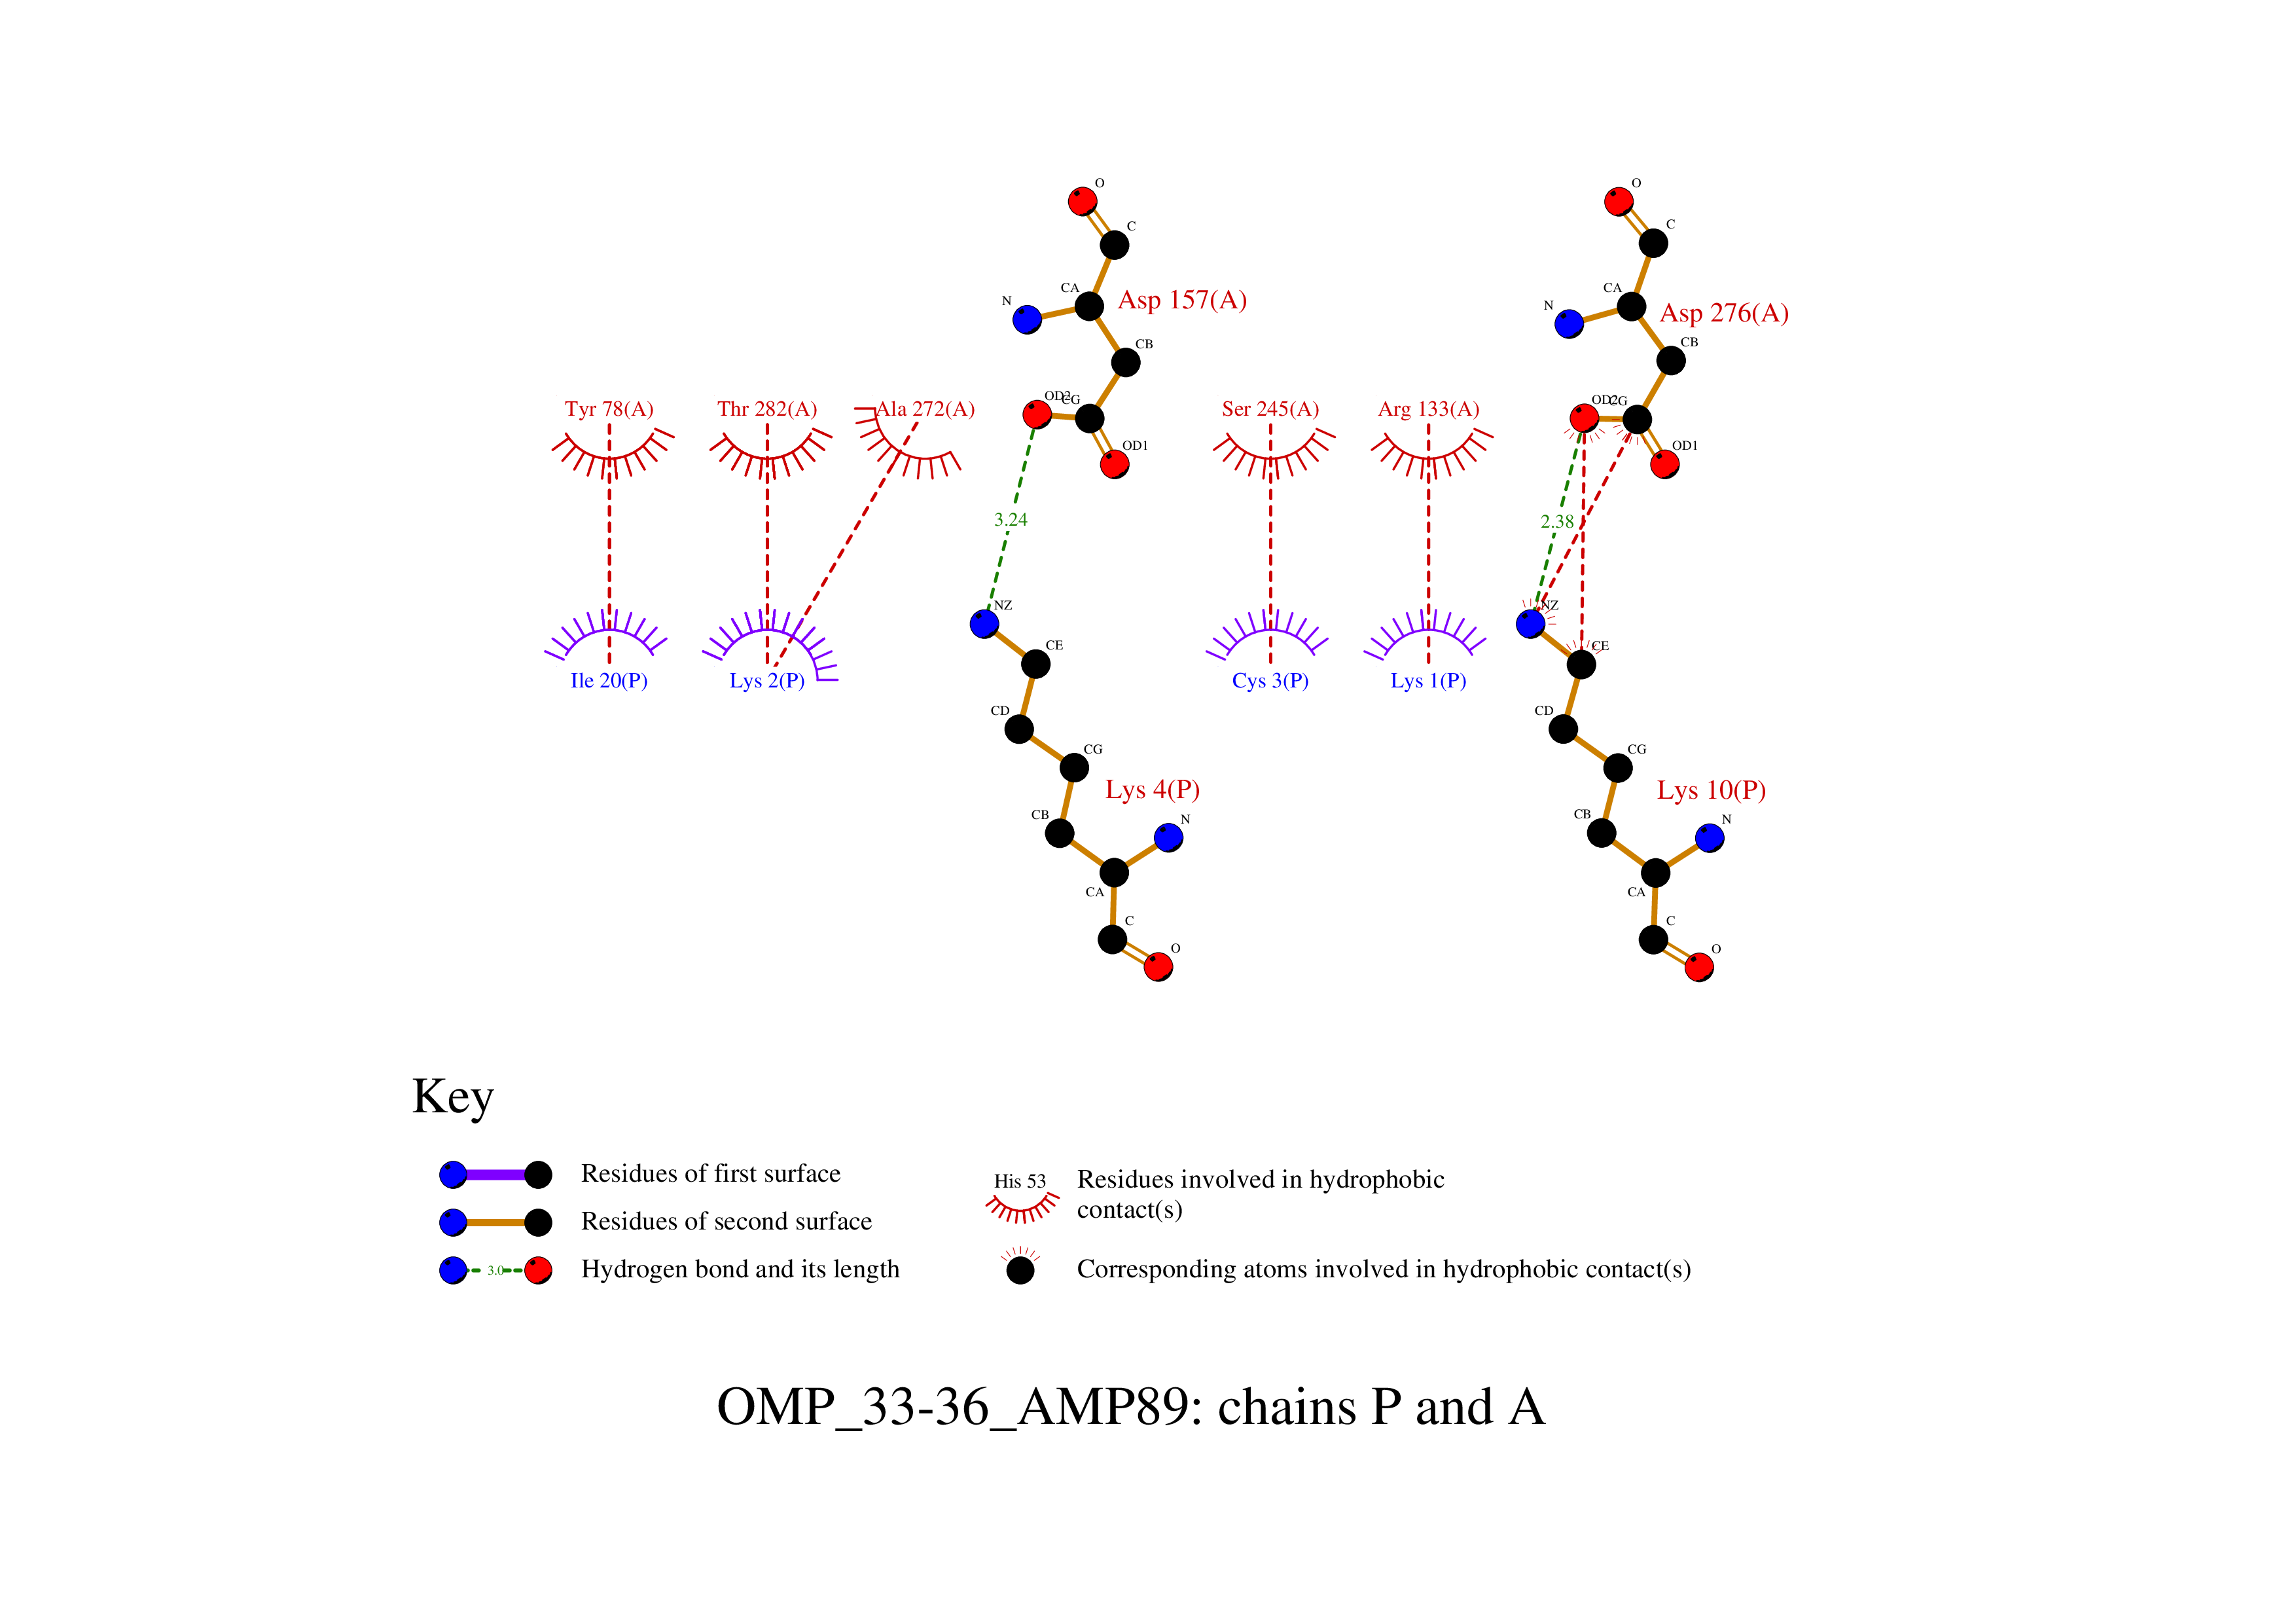 O
O
C
C
CA
Asp 157(A)
CA
Asp 276(A)
N
N
CB
CB
Tyr 78(A)
Thr 282(A)
Ala 272(A)
OD2
CG
Ser 245(A)
Arg 133(A)
OD2
CG
OD1
OD1
3.24
2.38
NZ
NZ
CE
CE
Ile 20(P)
Lys 2(P)
Cys 3(P)
Lys 1(P)
CD
CD
CG
CG
Lys 4(P)
Lys 10(P)
CB
N
CB
N
CA
CA
C
C
O
O
Key
Residues of first surface
Residues of second surface
3.0
Hydrogen bond and its length
His 53
Residues involved in hydrophobic
contact(s)
Corresponding atoms involved in hydrophobic contact(s)
OMP_33-36_AMP89: chains P and A